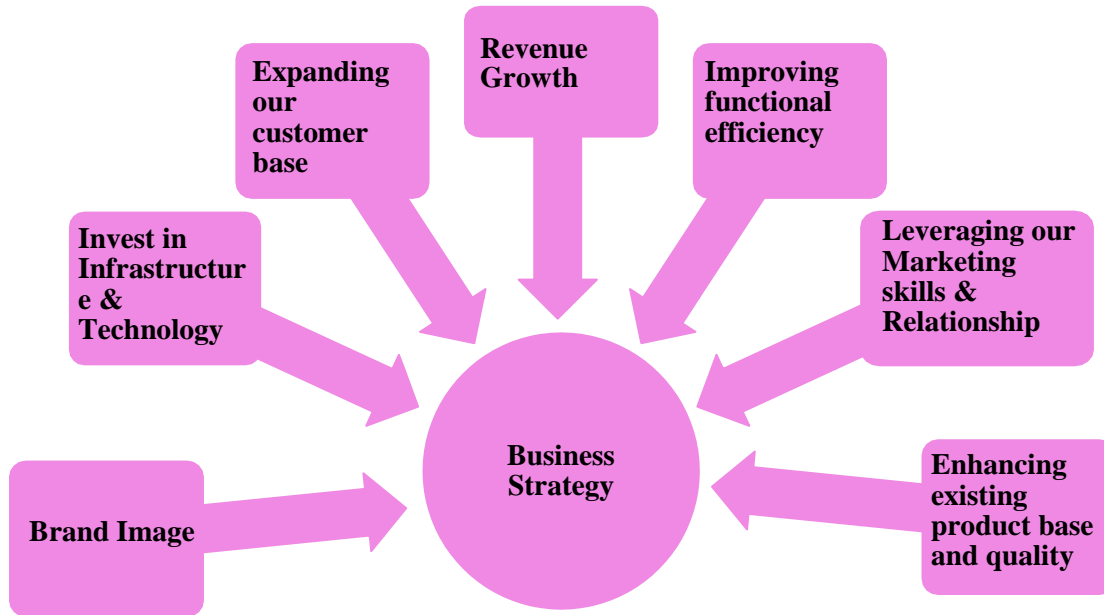 Brand Image
Invest in
Infrastructur
e &
Technology
Expanding
our
customer
base
Revenue
Growth
Improving
functional
efficiency
Leveraging our
Marketing
skills &
Relationship
Enhancing
existing
product base
and quality
Business
Strategy